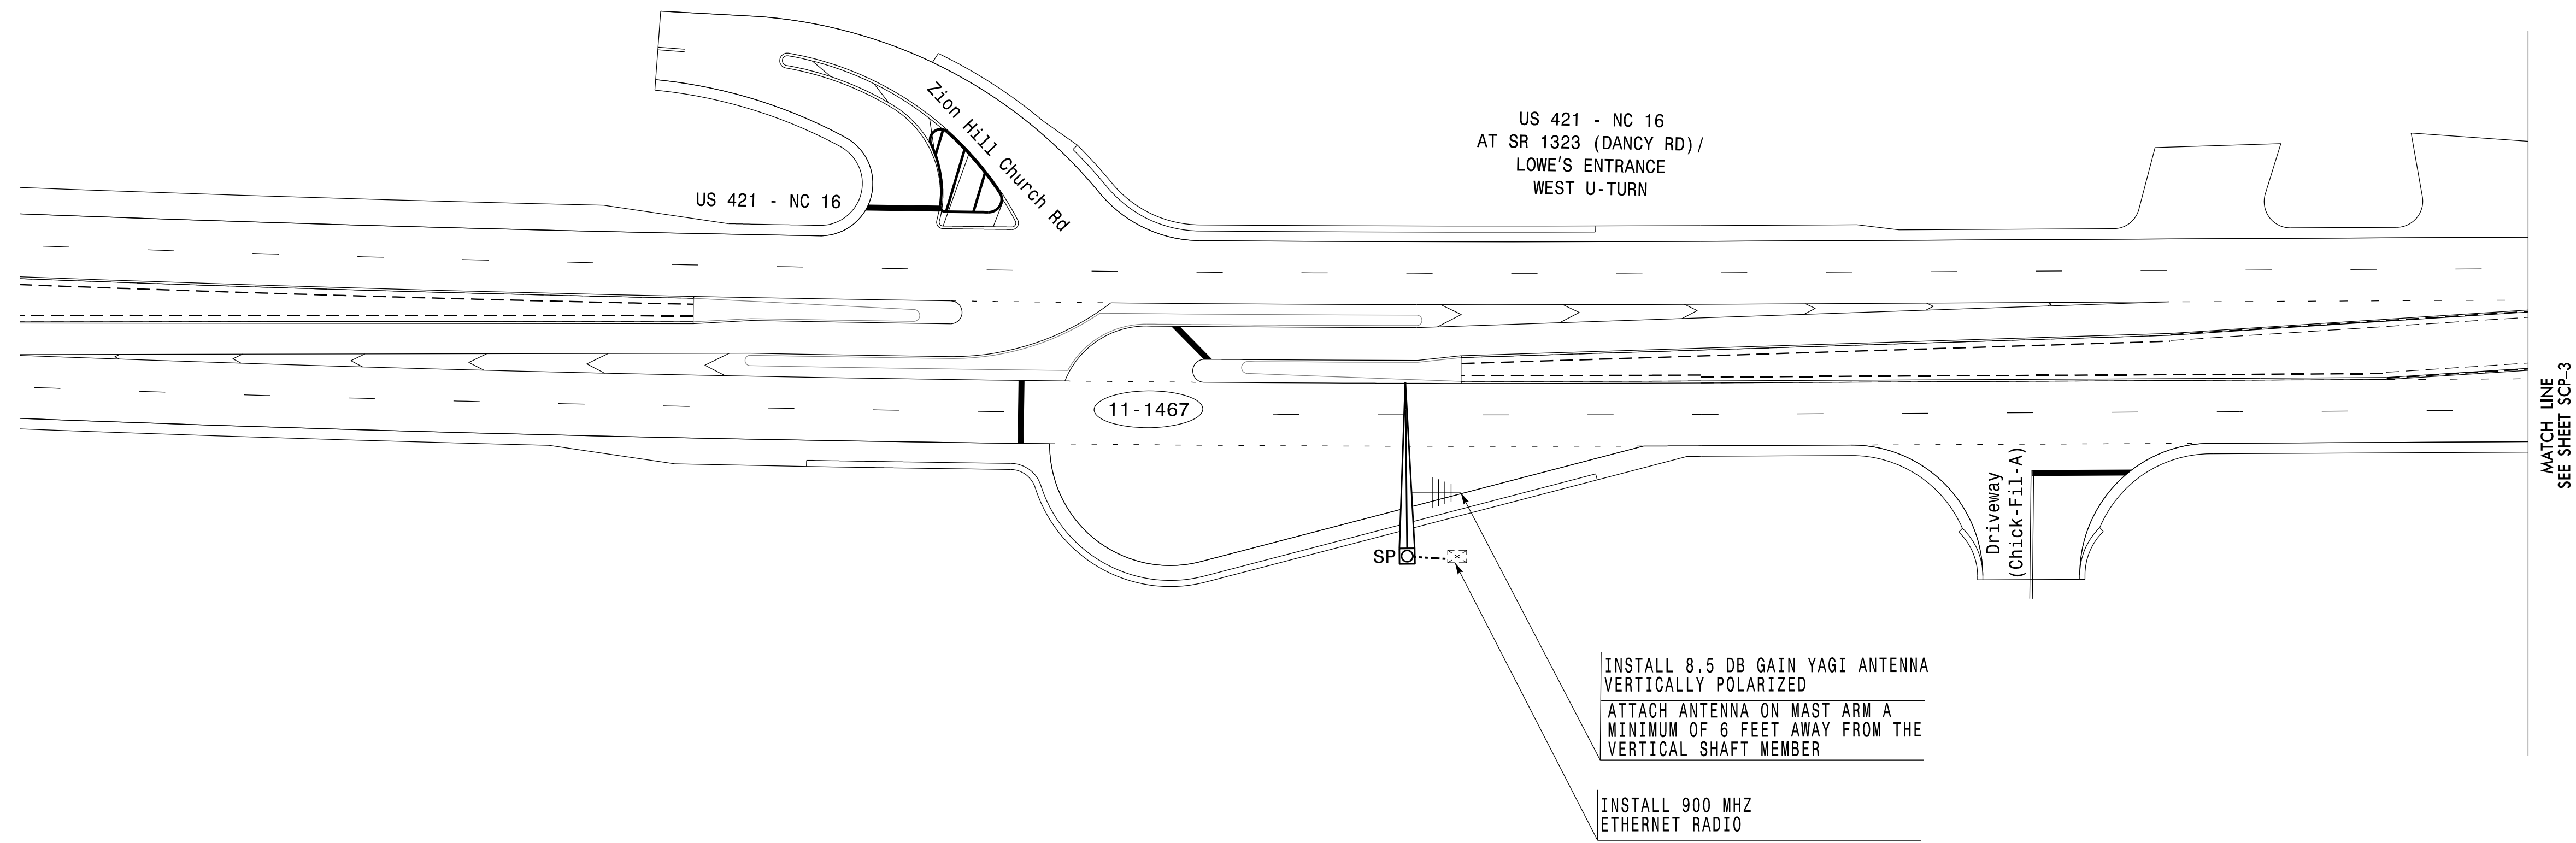 Zion Hill Church Rd
US 421 - NC 16
US 421 - NC 16
AT SR 1323 (DANCY RD)/
LOWE'S ENTRANCE
WEST U-TURN
11-1467
SP
Driveway
(Chick-Fil-A)
MATCH LINE
SEE SHEET SCP-3
INSTALL 8.5 DB GAIN YAGI ANTENNA
VERTICALLY POLARIZED
ATTACH ANTENNA ON MAST ARM A
MINIMUM OF 6 FEET AWAY FROM THE
VERTICAL SHAFT MEMBER
INSTALL 900 MHZ
ETHERNET RADIO